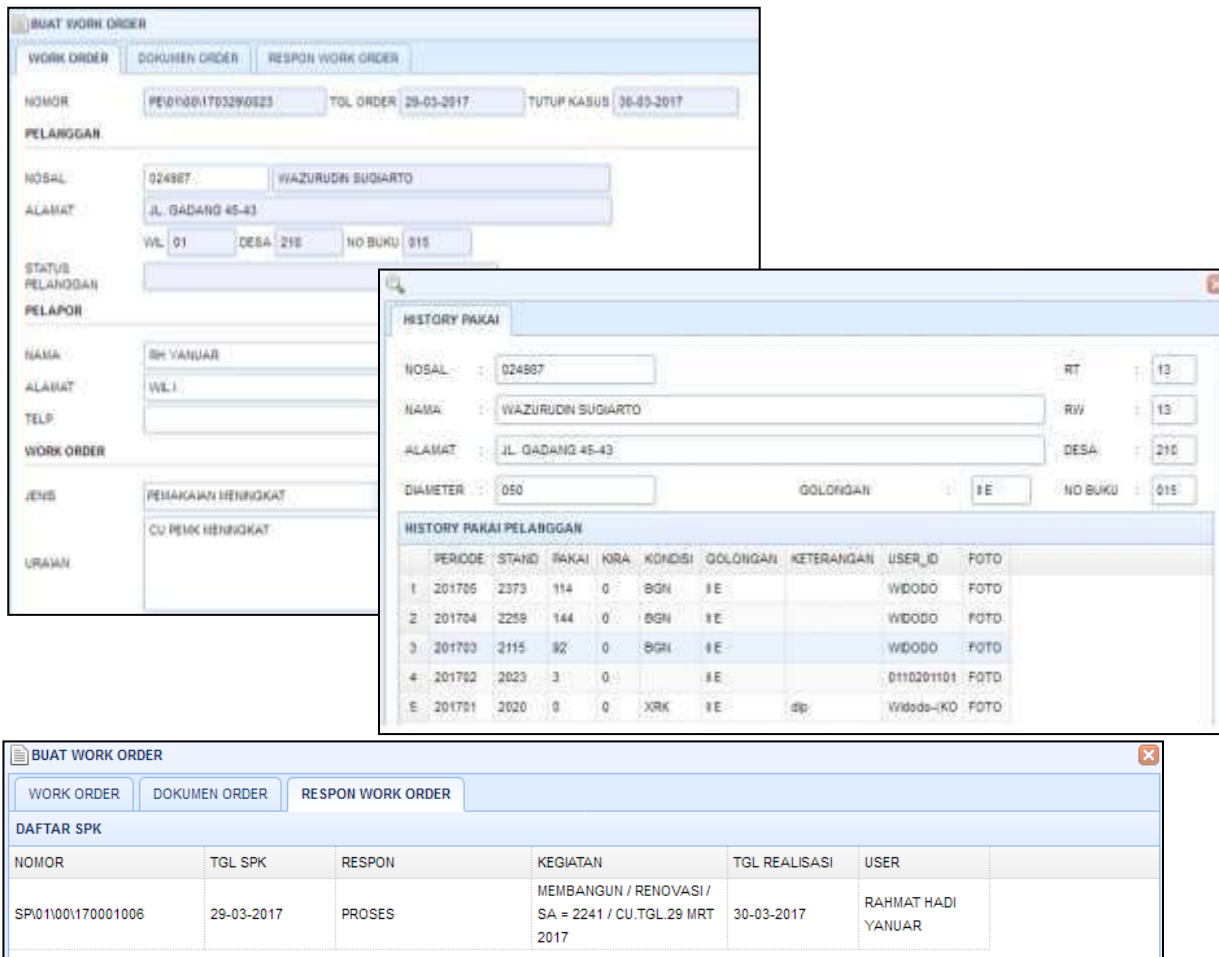 BUAT WORK ORDER
WORK ORDER DOKUMEN ORDER RESPON WORK ORDER
NOMOR PE\01\00\170329\0023 TGL ORDER 29-03-2017 TUTUP KASUS 30-03-2017
PELANGGAN
NOSAL 024987 WAZURUDIN SUGIARTO
ALAMAT JL. GADANG 45-43
WIL 01 DESA 210 NO BUKU 015
STATUS
PELANGGAN
PELAPOR
NAMA RH YANUAR
ALAMAT WIL I
TELP
WORK ORDER
JENIS PEMAKAIAN MENINGKAT
URAIAN CU PEMK MENINGKAT
HISTORY PAKAI
NOSAL : 024987 RT : 13
NAMA : WAZURUDIN SUGIARTO RW : 13
ALAMAT : JL. GADANG 45-43 DESA : 210
DIAMETER : 050 GOLONGAN : II E NO BUKU : 015
HISTORY PAKAI PELANGGAN
PERIODE STAND PAKAI KIRA KONDISI GOLONGAN KETERANGAN USER_ID FOTO
1 201705 2373 114 0 BGN II E WIDODO FOTO
2 201704 2259 144 0 BGN II E WIDODO FOTO
3 201703 2115 92 0 BGN II E WIDODO FOTO
4 201702 2023 3 0 II E 0110201101 FOTO
5 201701 2020 0 0 XRK II E dlp Widodo-(KO FOTO
BUAT WORK ORDER
WORK ORDER DOKUMEN ORDER RESPON WORK ORDER
DAFTAR SPK
NOMOR TGL SPK RESPON KEGIATAN TGL REALISASI USER
SP\01\00\170001006 29-03-2017 PROSES MEMBANGUN / RENOVASI / SA = 2241 / CU.TGL.29 MRT 2017 30-03-2017 RAHMAT HADI YANUAR